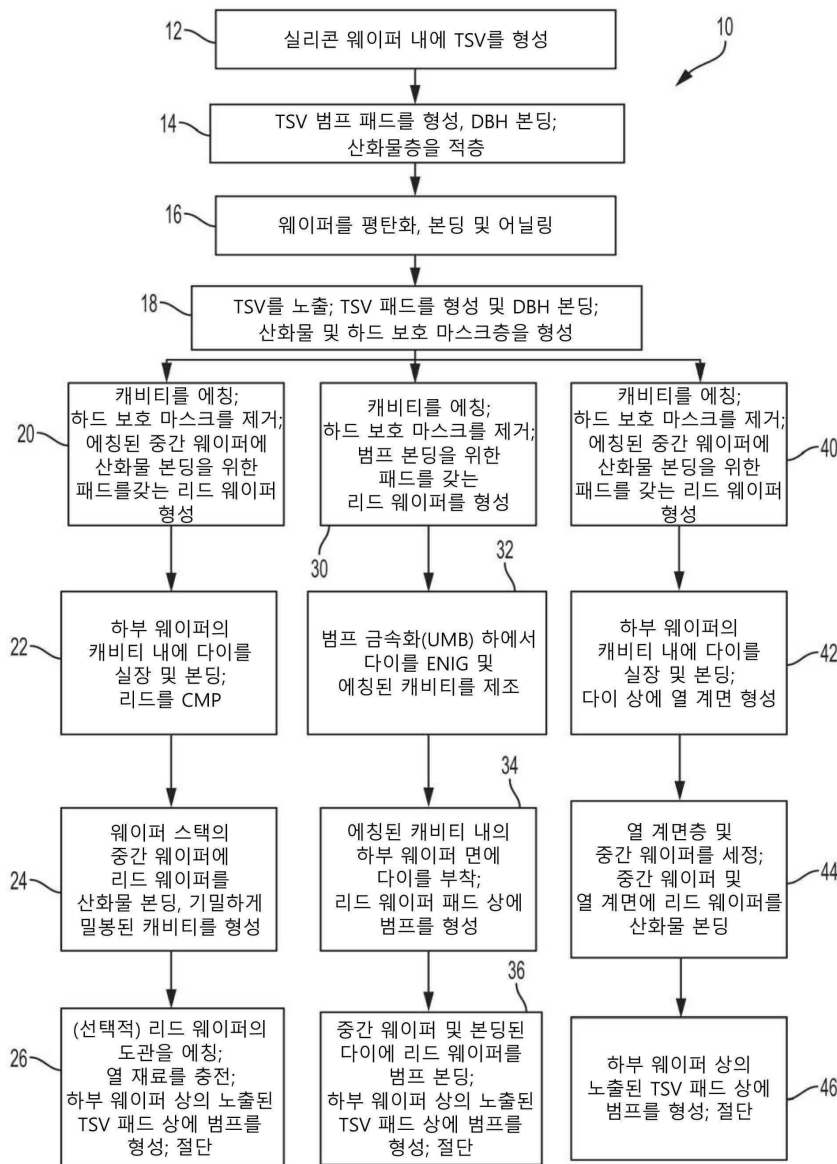 12
실리콘 웨이퍼 내에 TSV를 형성
10
14
TSV 범프 패드를 형성, DBH 본딩;
산화물층을 적층
16
웨이퍼를 평탄화, 본딩 및 어닐링
18
TSV를 노출; TSV 패드를 형성 및 DBH 본딩;
산화물 및 하드 보호 마스크층을 형성
20
캐비티를 에칭;
하드 보호 마스크를 제거;
에칭된 중간 웨이퍼에
산화물 본딩을 위한
패드를갖는 리드 웨이퍼
형성
캐비티를 에칭;
하드 보호 마스크를 제거;
범프 본딩을 위한
패드를 갖는
리드 웨이퍼를 형성
30
캐비티를 에칭;
하드 보호 마스크를 제거;
에칭된 중간 웨이퍼에
산화물 본딩을 위한
패드를갖는 리드 웨이퍼
형성
40
22
하부 웨이퍼의
캐비티 내에 다이를
실장 및 본딩;
리드를 CMP
32
범프 금속화(UMB) 하에서
다이를 ENIG 및
에칭된 캐비티를 제조
하부 웨이퍼의
캐비티 내에 다이를
실장 및 본딩;
다이 상에 열 계면 형성
42
24
웨이퍼 스택의
중간 웨이퍼에
리드 웨이퍼를
산화물 본딩, 기밀하게
밀봉된 캐비티를 형성
34
에칭된 캐비티 내의
하부 웨이퍼 면에
다이를 부착;
리드 웨이퍼 패드 상에
범프를 형성
열 계면층 및
중간 웨이퍼를 세정;
중간 웨이퍼 및
열 계면에 리드 웨이퍼를
산화물 본딩
44
26
(선택적) 리드 웨이퍼의
도관을 에칭;
열 재료를 충전;
하부 웨이퍼 상의 노출된
TSV 패드 상에 범프를
형성; 절단
36
중간 웨이퍼 및 본딩된
다이에 리드 웨이퍼를
범프 본딩;
하부 웨이퍼 상의 노출된
TSV 패드 상에 범프를
형성; 절단
하부 웨이퍼 상의
노출된 TSV 패드 상에
범프를 형성; 절단
46